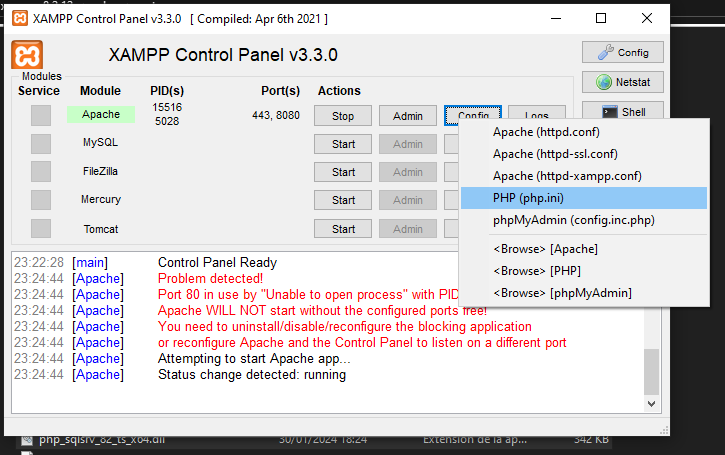 XAMPP Control Panel v3.3.0 [ Compiled: Apr 6th 2021 ]
XAMPP Control Panel v3.3.0
Config
Modules
Service Module PID(s) Port(s) Actions
Netstat
Apache 15516 5028 443, 8080 Stop Admin Config Logs
Shell
MySQL Start Admin
FileZilla Start Admin
Mercury Start Admin
Tomcat Start Admin
Apache (httpd.conf)
Apache (httpd-ssl.conf)
Apache (httpd-xampp.conf)
PHP (php.ini)
phpMyAdmin (config.inc.php)
<Browse> [Apache]
<Browse> [PHP]
<Browse> [phpMyAdmin]
23:22:28 [main] Control Panel Ready
23:24:44 [Apache] Problem detected!
23:24:44 [Apache] Port 80 in use by "Unable to open process" with PID
23:24:44 [Apache] Apache WILL NOT start without the configured ports free!
23:24:44 [Apache] You need to uninstall/disable/reconfigure the blocking application
23:24:44 [Apache] or reconfigure Apache and the Control Panel to listen on a different port
23:24:44 [Apache] Attempting to start Apache app...
23:24:44 [Apache] Status change detected: running
php_sqlsrv_82_ts_x64.dll 30/01/2024 18:24 Extensión de la ap... 342 KB